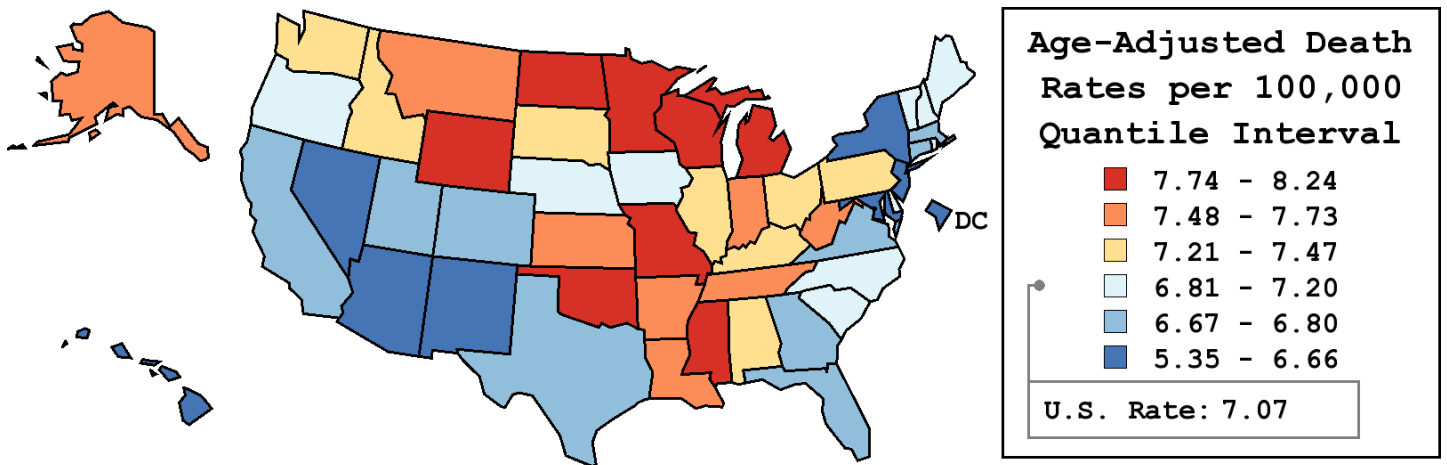 DC
Age-Adjusted Death
Rates per 100,000
Quantile Interval
7.74 - 8.24
7.48 - 7.73
7.21 - 7.47
6.81 - 7.20
6.67 - 6.80
5.35 - 6.66
U.S. Rate: 7.07